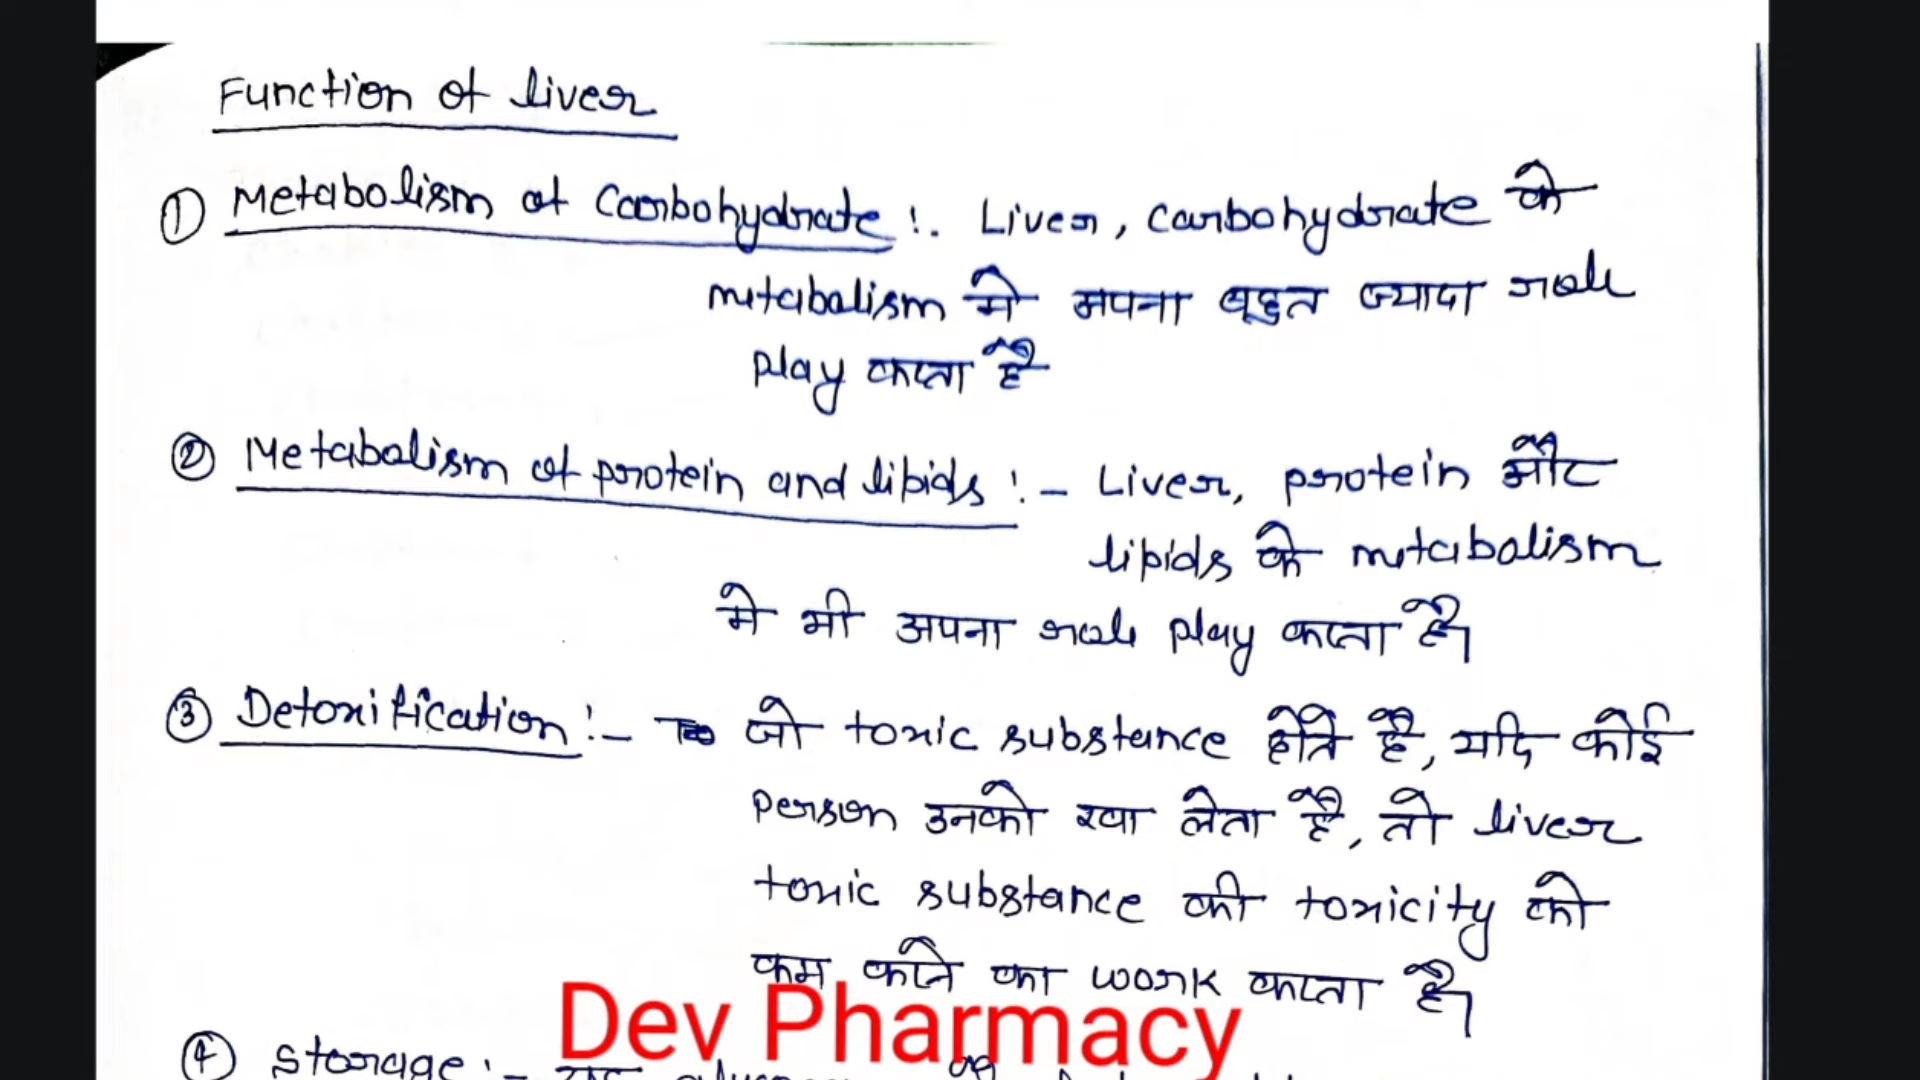 Function of liver
① Metabolism of Carbohydrate :- Liver, carbohydrate के
metabolism मे अपना बहुत ज्यादा role
play करता है
② Metabolism of protein and lipids :- Liver, protein और
lipids के metabolism
मे भी अपना role play करता है।
③ Detoxification :- जो toxic substance होते है, यदि कोई
person उनको खा लेता है, तो liver
toxic substance की toxicity को
कम करने का work करता है।
Dev Pharmacy
④ Storage :- यह